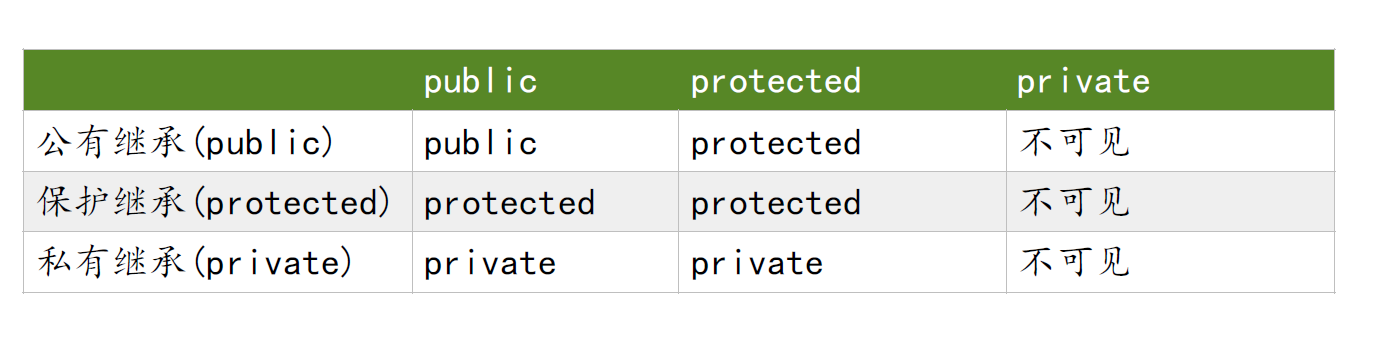 public protected private
公有继承(public) public protected 不可见
保护继承(protected) protected protected 不可见
私有继承(private) private private 不可见